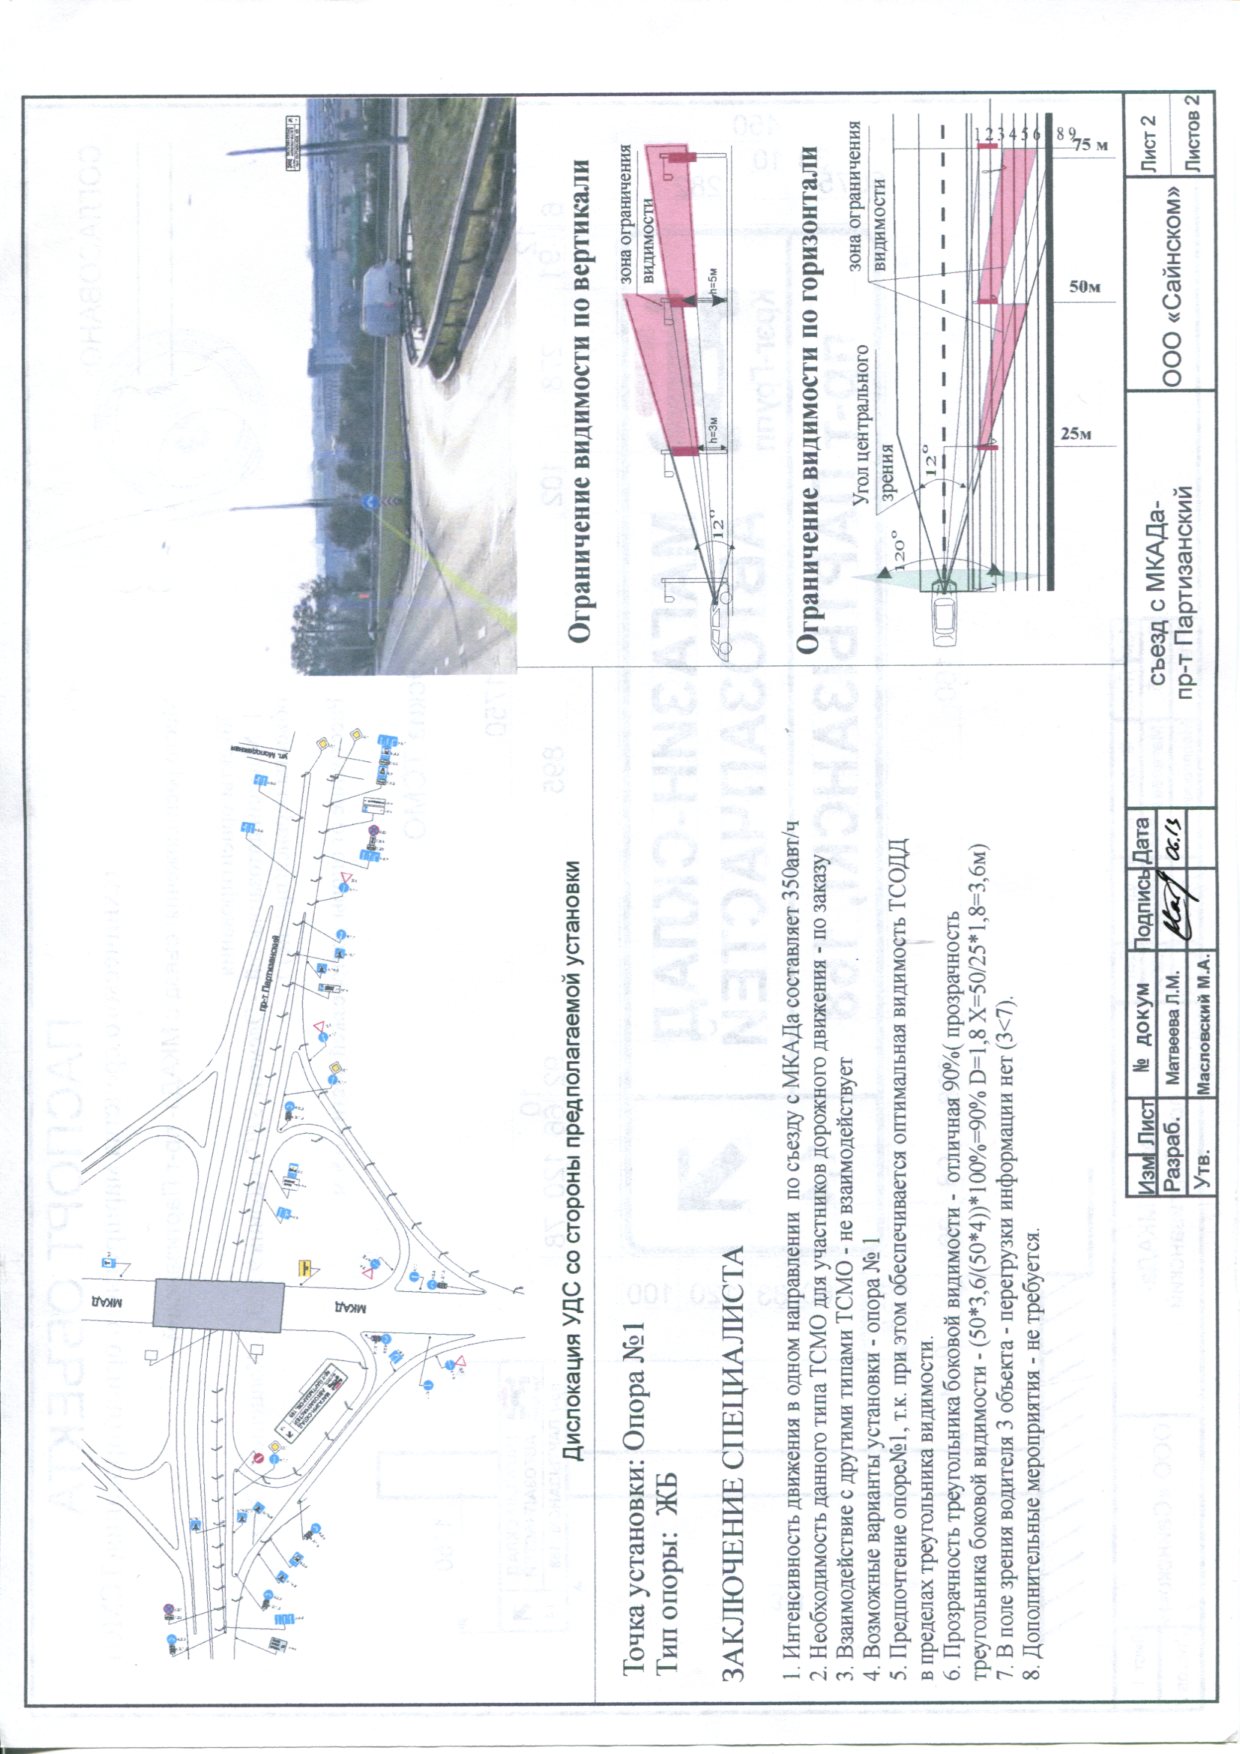 ул. Молодежная
пр-т Партизанский
МКАД
МКАД
Дислокация УДС со стороны предполагаемой установки
Точка установки: Опора №1
Тип опоры: ЖБ
ЗАКЛЮЧЕНИЕ СПЕЦИАЛИСТА
1. Интенсивность движения в одном направлении по съезду с МКАДа составляет 350авт/ч
2. Необходимость данного типа ТСМО для участников дорожного движения - по заказу
3. Взаимодействие с другими типами ТСМО - не взаимодействует
4. Возможные варианты установки - опора № 1
5. Предпочтение опоре№1, т.к. при этом обеспечивается оптимальная видимость ТСОДД
в пределах треугольника видимости.
6. Прозрачность треугольника боковой видимости - отличная 90%( прозрачность
треугольника боковой видимости - (50*3,6(50*4))*100%=90% D=1,8 X=50/25*1,8=3,6м)
7. В поле зрения водителя 3 объекта - перегрузки информации нет (3<7).
8. Дополнительные мероприятия - не требуется.
Ограничение видимости по вертикали
зона ограничения
видимости
12°
h=3м
h=5м
Ограничение видимости по горизонтали
Угол центрального
зрения
зона ограничения
видимости
120°
12°
1 2 3 4 5 6 8 9
25м
50м
75 м
Изм Лист № докум Подпись Дата
Разраб. Матвеева Л.М. 06.13
Утв. Масловский М.А.
съезд с МКАДа-
пр-т Партизанский
ООО «Сайнском»
Лист 2
Листов 2